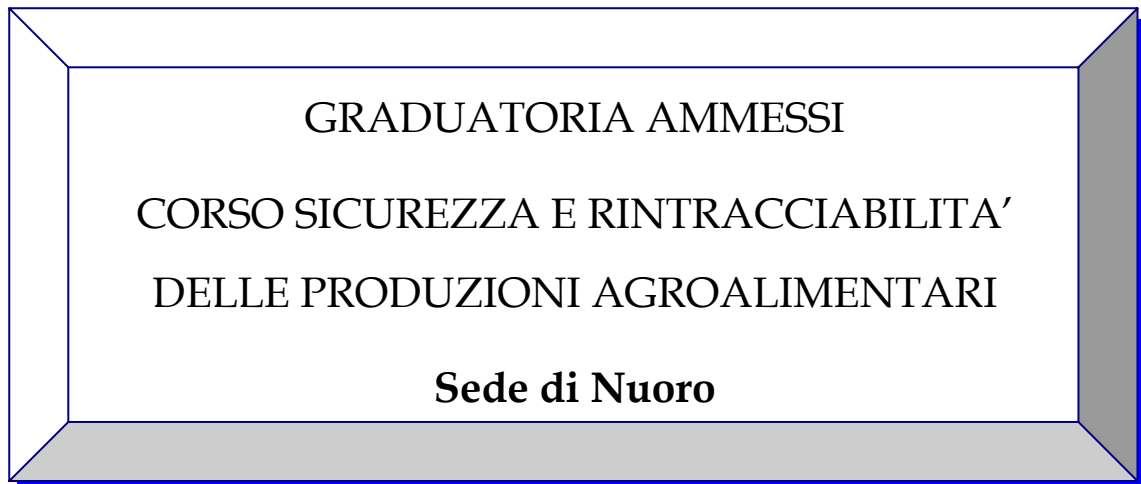 GRADUATORIA AMMESSI
CORSO SICUREZZA E RINTRACCIABILITA’
DELLE PRODUZIONI AGROALIMENTARI
Sede di Nuoro